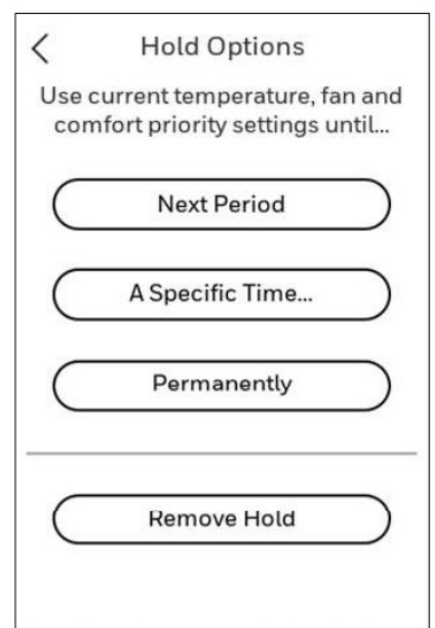 Hold Options
Use current temperature, fan and
comfort priority settings until...
Next Period
A Specific Time...
Permanently
Remove Hold